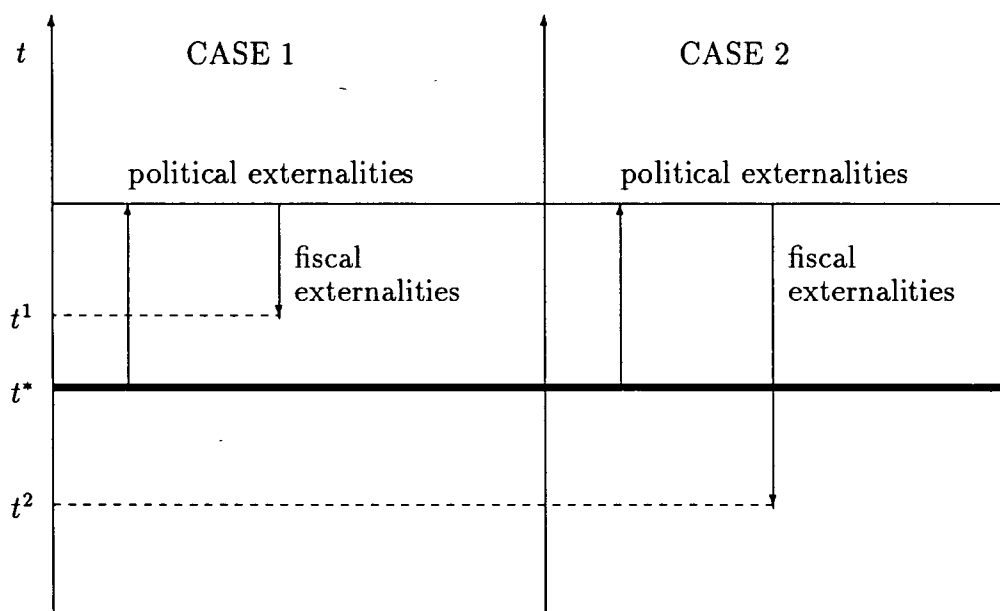 t
CASE 1
CASE 2
political externalities
political externalities
fiscal
externalities
fiscal
externalities
t¹
t*
t²